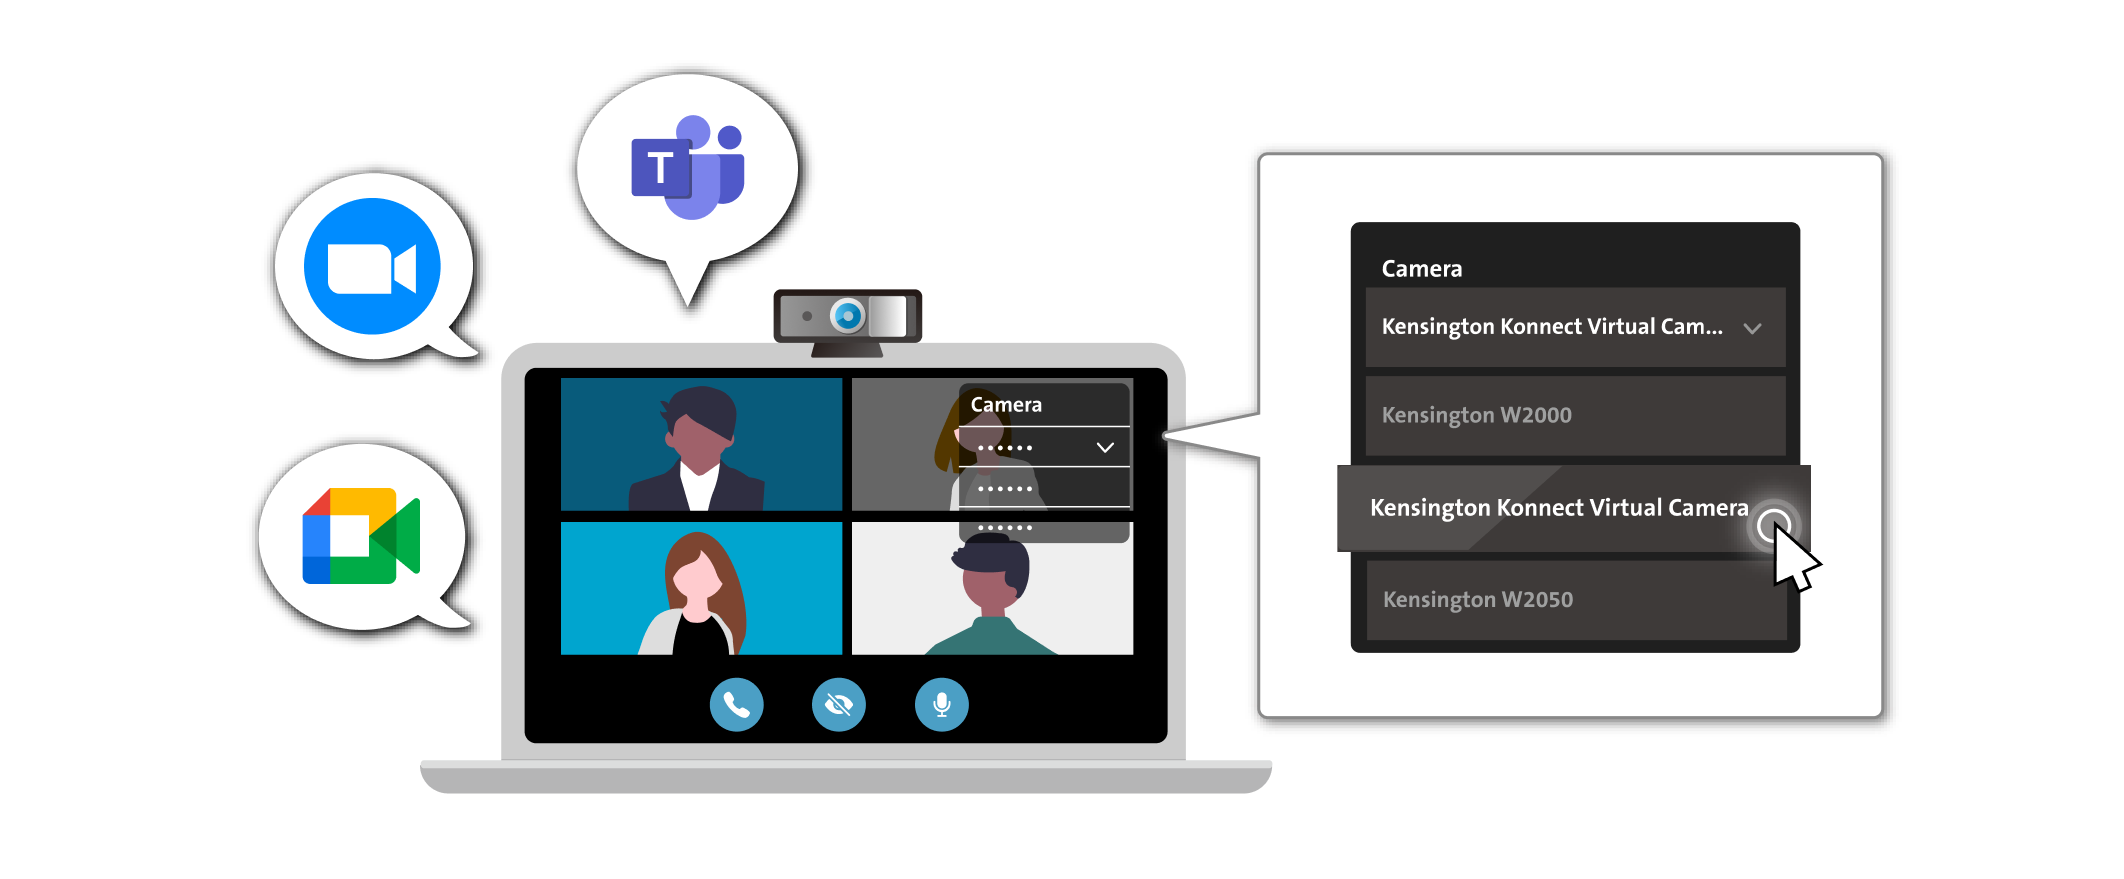 T
Camera
......
......
......
Camera
Kensington Konnect Virtual Cam...
Kensington W2000
Kensington Konnect Virtual Camera
Kensington W2050